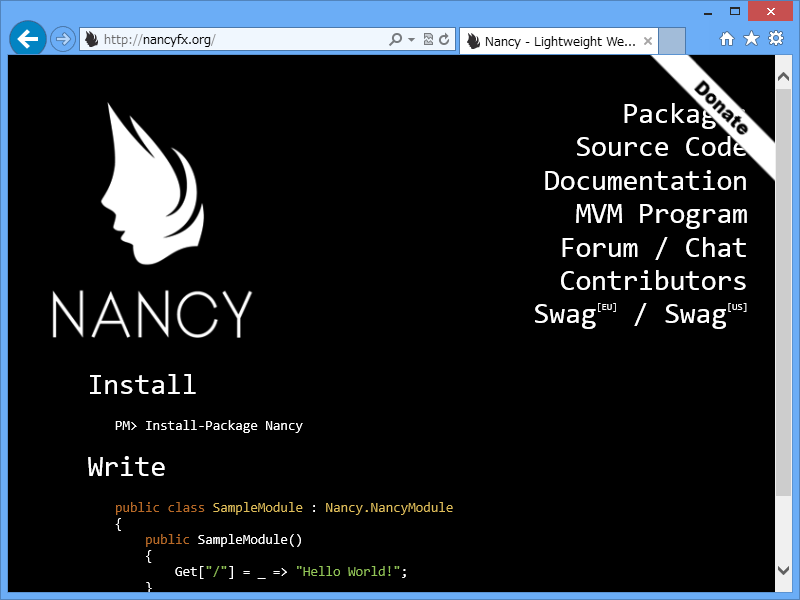 http://nancyfx.org/
Nancy - Lightweight We...
Donate
Packages
Source Code
Documentation
MVM Program
Forum / Chat
Contributors
Swag[EU] / Swag[US]
NANCY
Install
PM> Install-Package Nancy
Write
public class SampleModule : Nancy.NancyModule
{
public SampleModule()
{
Get["/"] = _ => "Hello World!";
}